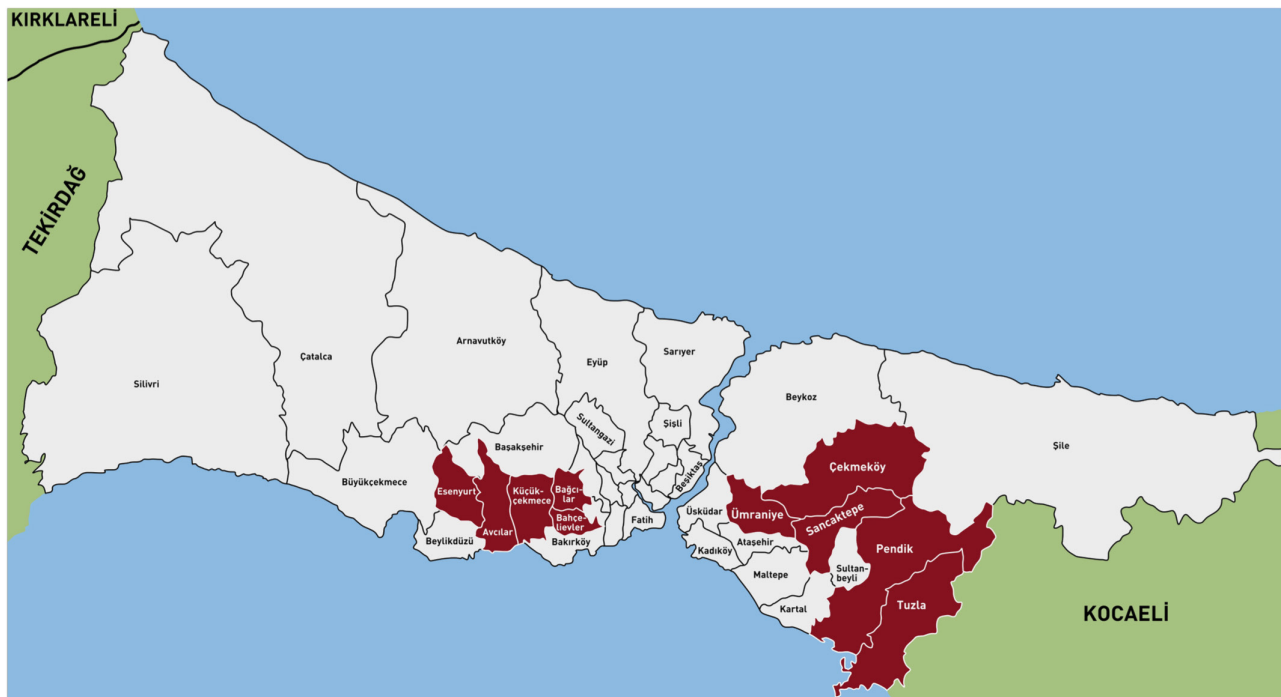 KIRKLARELİ
TEKİRDAĞ
Silivri
Çatalca
Arnavutköy
Eyüp
Sarıyer
Beykoz
Şile
Sultangazi
Şişli
Beşiktaş
Başakşehir
Büyükçekmece
Esenyurt
Avcılar
Küçük-
çekmece
Bağcı-
lar
Bahçe-
lievler
Beylikdüzü
Bakırköy
Fatih
Üsküdar
Kadıköy
Ataşehir
Ümraniye
Çekmeköy
Sancaktepe
Maltepe
Kartal
Sultan-
beyli
Pendik
Tuzla
KOCAELİ